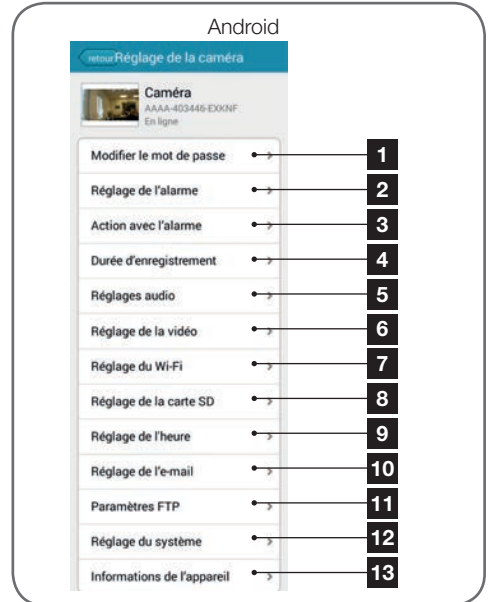 Android
retour Réglage de la caméra
Caméra
AAAA-403446-EXKNF
En ligne
Modifier le mot de passe 1
Réglage de l'alarme 2
Action avec l'alarme 3
Durée d'enregistrement 4
Réglages audio 5
Réglage de la vidéo 6
Réglage du Wi-Fi 7
Réglage de la carte SD 8
Réglage de l'heure 9
Réglage de l'e-mail 10
Paramètres FTP 11
Réglage du système 12
Informations de l'appareil 13